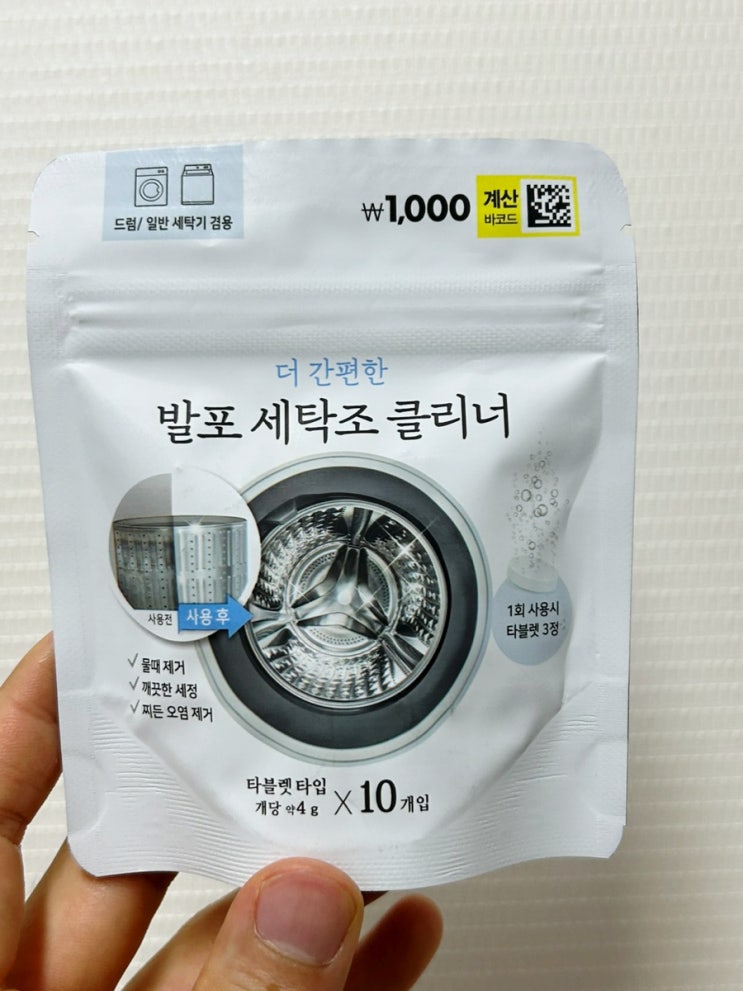 드럼/ 일반 세탁기 겸용
₩1,000
계산
바코드
더 간편한
발포 세탁조 클리너
사용전
사용 후
1회 사용시
타블렛 3정
물때 제거
깨끗한 세정
찌든 오염 제거
타블렛 타입
개당 약4 g
X 10 개입